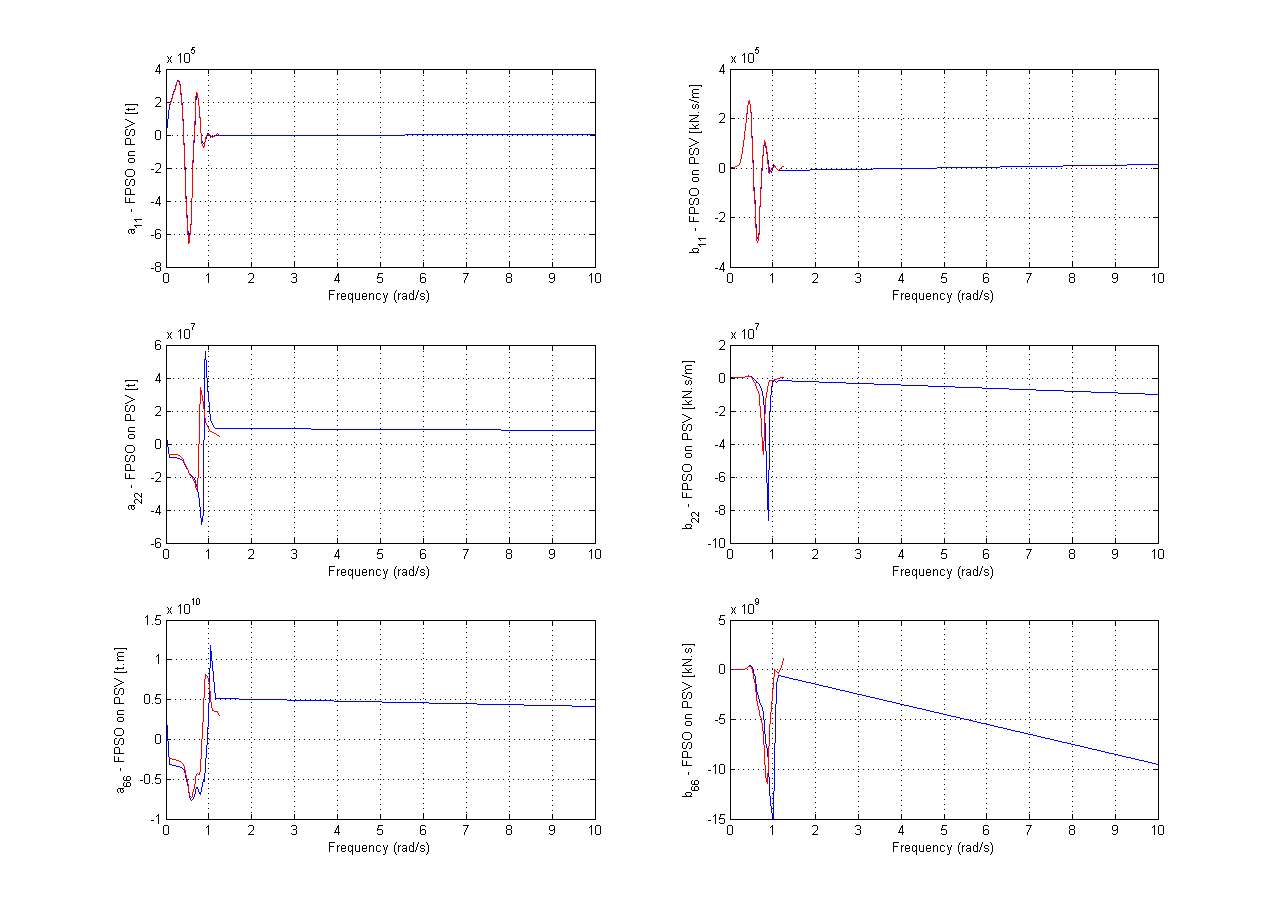 x 10^5
4
2
0
-2
-4
-6
-8
a_11 - FPSO on PSV [t]
0 1 2 3 4 5 6 7 8 9 10
Frequency (rad/s)
x 10^5
4
2
0
-2
-4
b_11 - FPSO on PSV [kN.s/m]
0 1 2 3 4 5 6 7 8 9 10
Frequency (rad/s)
x 10^7
6
4
2
0
-2
-4
-6
a_22 - FPSO on PSV [t]
0 1 2 3 4 5 6 7 8 9 10
Frequency (rad/s)
x 10^7
2
0
-2
-4
-6
-8
-10
b_22 - FPSO on PSV [kN.s/m]
0 1 2 3 4 5 6 7 8 9 10
Frequency (rad/s)
x 10^10
1.5
1
0.5
0
-0.5
-1
a_66 - FPSO on PSV [t.m]
0 1 2 3 4 5 6 7 8 9 10
Frequency (rad/s)
x 10^9
5
0
-5
-10
-15
b_66 - FPSO on PSV [kN.s]
0 1 2 3 4 5 6 7 8 9 10
Frequency (rad/s)